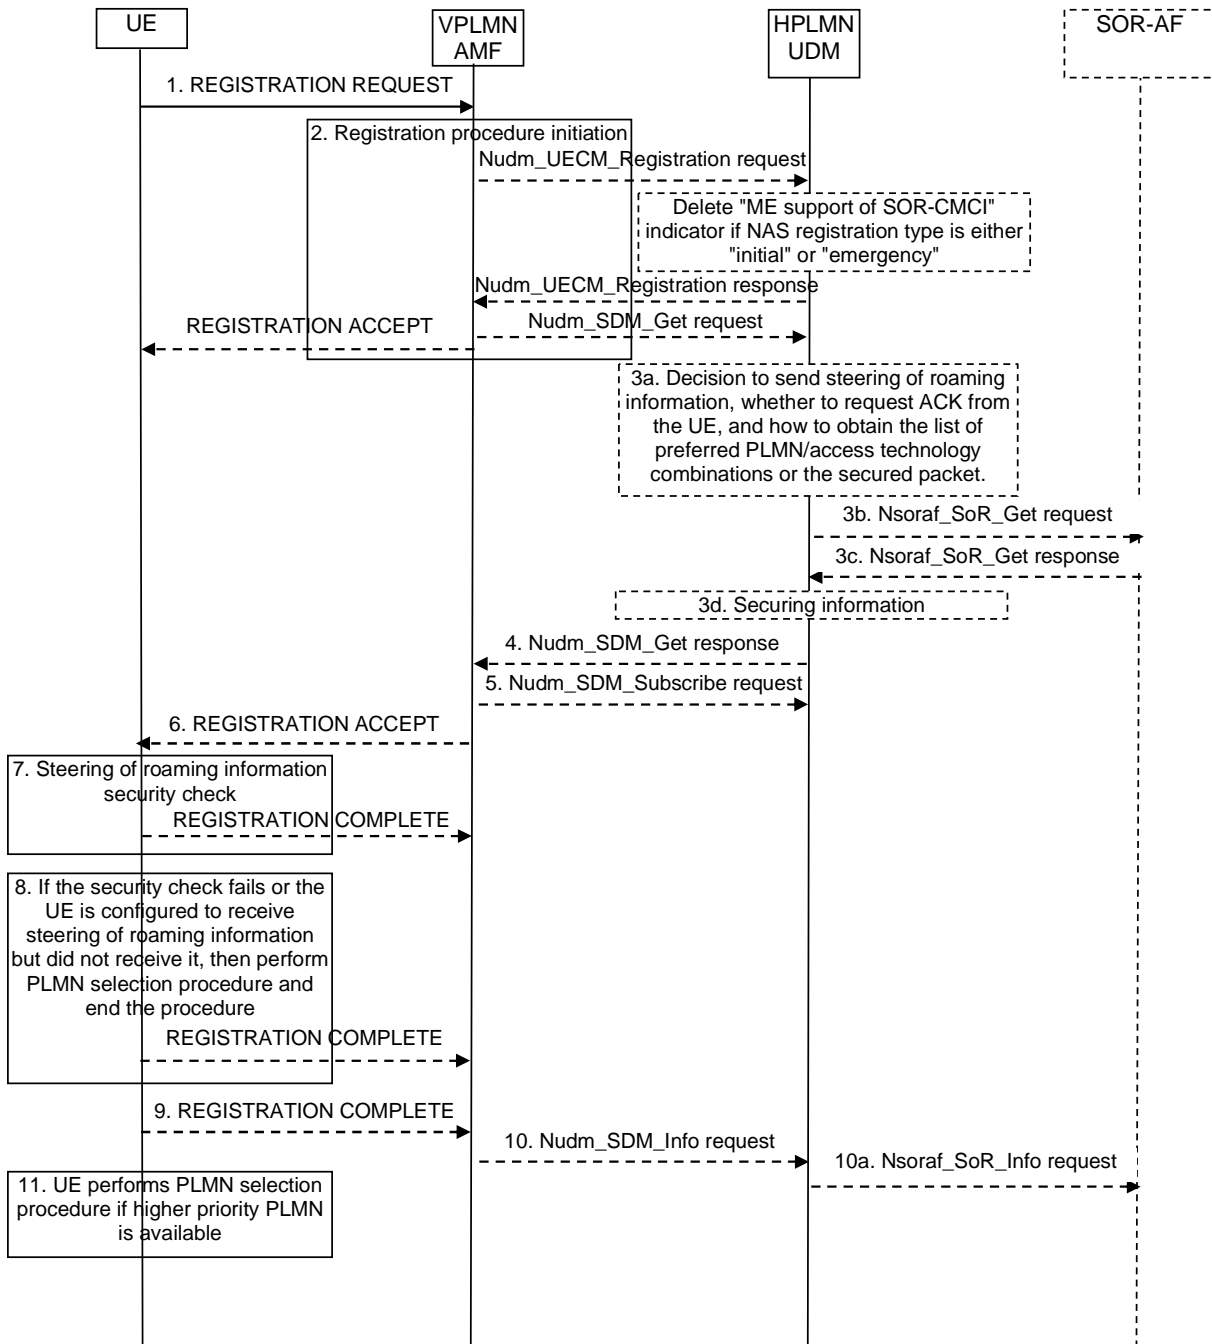 UE
VPLMN
AMF
HPLMN
UDM
SOR-AF
1. REGISTRATION REQUEST
2. Registration procedure initiation
Nudm_UECM_Registration request
Delete "ME support of SOR-CMCI"
indicator if NAS registration type is either
"initial" or "emergency"
Nudm_UECM_Registration response
REGISTRATION ACCEPT
Nudm_SDM_Get request
3a. Decision to send steering of roaming
information, whether to request ACK from
the UE, and how to obtain the list of
preferred PLMN/access technology
combinations or the secured packet.
3b. Nsoraf_SoR_Get request
3c. Nsoraf_SoR_Get response
3d. Securing information
4. Nudm_SDM_Get response
5. Nudm_SDM_Subscribe request
6. REGISTRATION ACCEPT
7. Steering of roaming information
security check
REGISTRATION COMPLETE
8. If the security check fails or the
UE is configured to receive
steering of roaming information
but did not receive it, then perform
PLMN selection procedure and
end the procedure
REGISTRATION COMPLETE
9. REGISTRATION COMPLETE
10. Nudm_SDM_Info request
10a. Nsoraf_SoR_Info request
11. UE performs PLMN selection
procedure if higher priority PLMN
is available